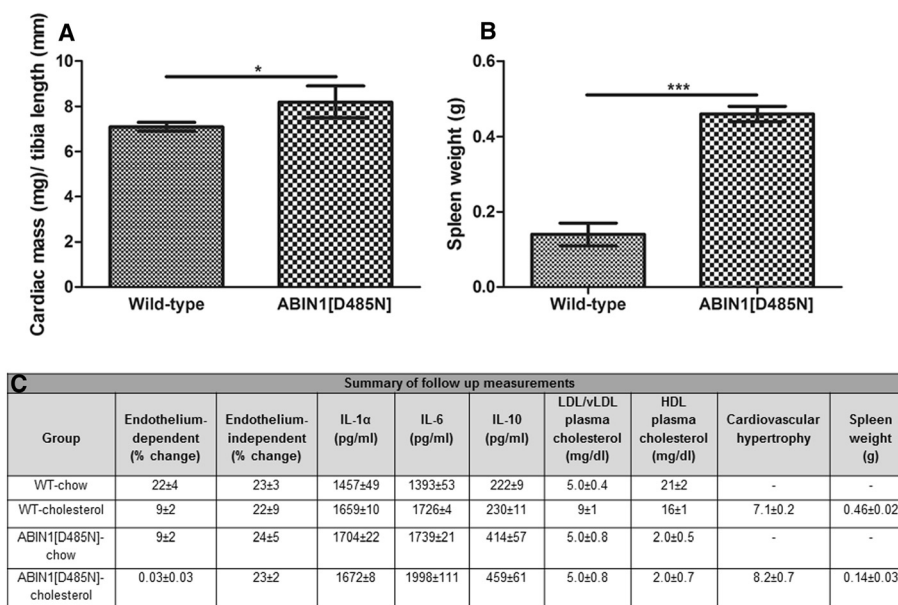 A
Cardiac mass (mg)/ tibia length (mm)
10
8
6
4
2
0
*
Wild-type
ABIN1[D485N]
B
Spleen weight (g)
0.6
0.4
0.2
0.0
***
Wild-type
ABIN1[D485N]
C
Summary of follow up measurements
Group
Endothelium-
dependent
(% change)
Endothelium-
independent
(% change)
IL-1α
(pg/ml)
IL-6
(pg/ml)
IL-10
(pg/ml)
LDL/vLDL
plasma
cholesterol
(mg/dl)
HDL
plasma
cholesterol
(mg/dl)
Cardiovascular
hypertrophy
Spleen
weight
(g)
WT-chow 22±4 23±3 1457±49 1393±53 222±9 5.0±0.4 21±2 - -
WT-cholesterol 9±2 22±9 1659±10 1726±4 230±11 9±1 16±1 7.1±0.2 0.46±0.02
ABIN1[D485N]-
chow
9±2 24±5 1704±22 1739±21 414±57 5.0±0.8 2.0±0.5 - -
ABIN1[D485N]-
cholesterol
0.03±0.03 23±2 1672±8 1998±111 459±61 5.0±0.8 2.0±0.7 8.2±0.7 0.14±0.03